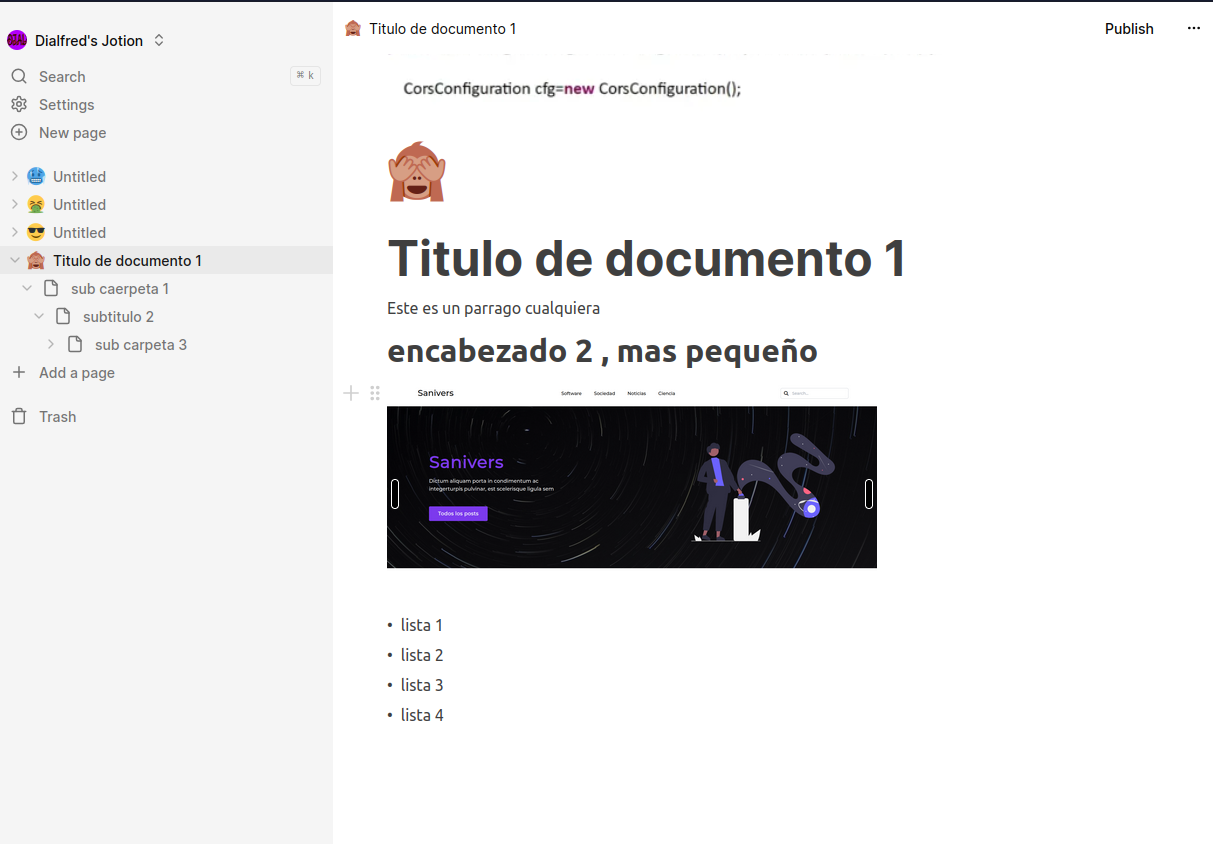 Dialfred's Jotion
Search
⌘ k
Settings
New page
Untitled
Untitled
Untitled
Titulo de documento 1
sub caerpeta 1
subtitulo 2
sub carpeta 3
Add a page
Trash
Titulo de documento 1
Publish
CorsConfiguration cfg=new CorsConfiguration();
Titulo de documento 1
Este es un parrago cualquiera
encabezado 2 , mas pequeño
Sanivers
Software Sociedad Noticias Ciencia
Search...
Sanivers
Dictum aliquam porta in condimentum ac
integerturpis pulvinar, est scelerisque ligula sem
Todos los posts
• lista 1
• lista 2
• lista 3
• lista 4